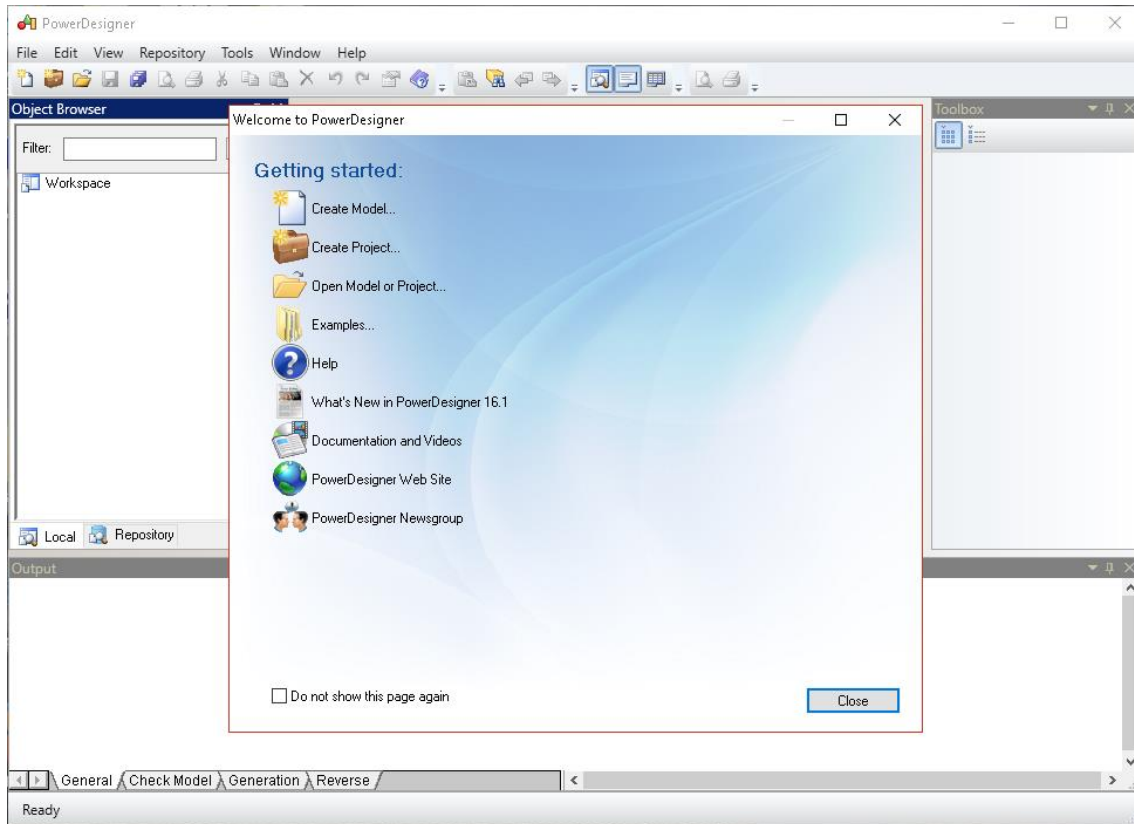 PowerDesigner
File Edit View Repository Tools Window Help
Object Browser
Toolbox
Welcome to PowerDesigner
Filter:
Workspace
Getting started:
Create Model...
Create Project...
Open Model or Project...
Examples...
Help
What's New in PowerDesigner 16.1
Documentation and Videos
PowerDesigner Web Site
PowerDesigner Newsgroup
Local Repository
Output
Do not show this page again
Close
General Check Model Generation Reverse
Ready